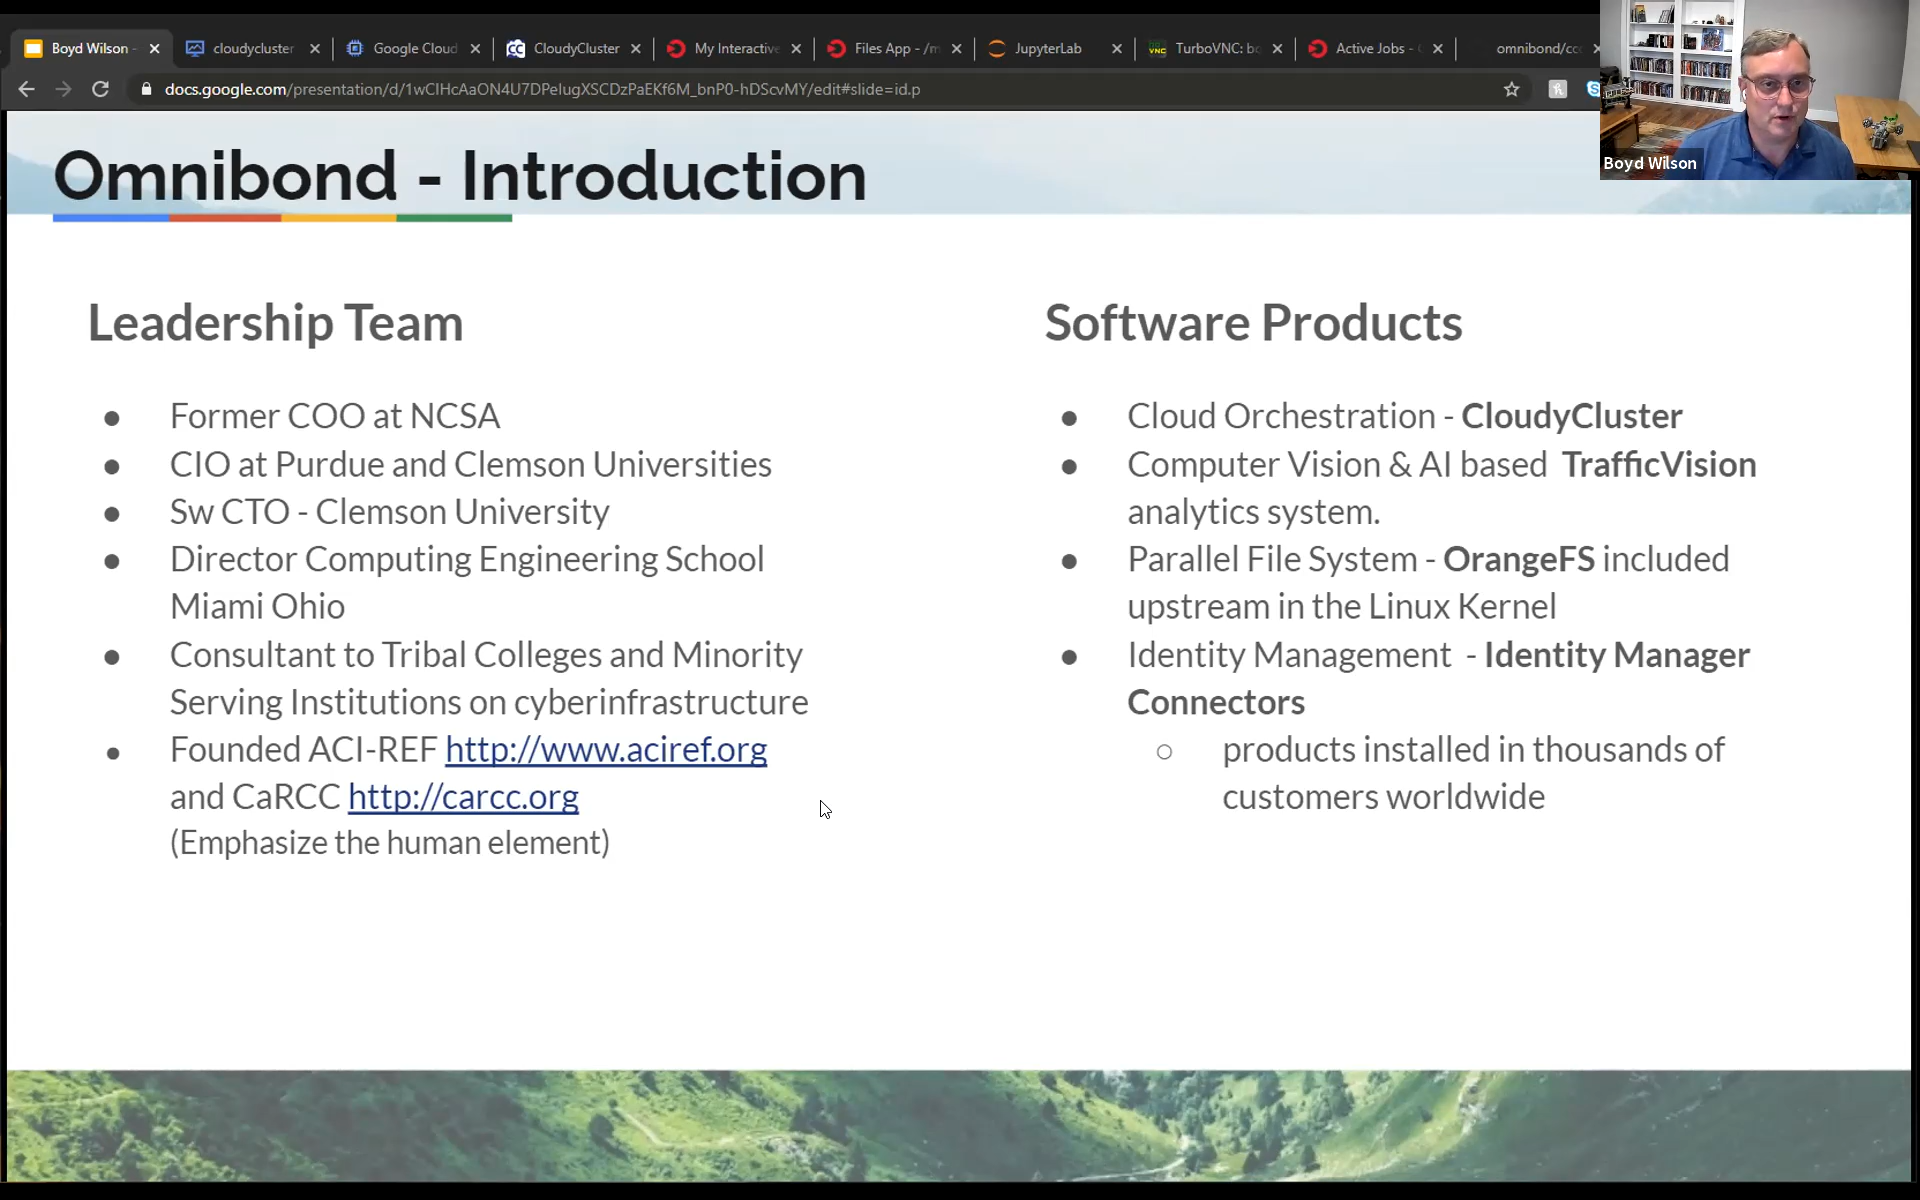 Boyd Wilson -
cloudycluster
Google Cloud
CloudyCluster
My Interactive
Files App - /m
JupyterLab
TurboVNC: bo
Active Jobs -
omnibond/ccc
docs.google.com/presentation/d/1wCIHcAaON4U7DPelugXSCDzPaEKf6M_bnP0-hDScvMY/edit#slide=id.p
Boyd Wilson
Omnibond - Introduction
Leadership Team
● Former COO at NCSA
● CIO at Purdue and Clemson Universities
● Sw CTO - Clemson University
● Director Computing Engineering School
Miami Ohio
● Consultant to Tribal Colleges and Minority
Serving Institutions on cyberinfrastructure
● Founded ACI-REF http://www.aciref.org
and CaRCC http://carcc.org
(Emphasize the human element)
Software Products
● Cloud Orchestration - CloudyCluster
● Computer Vision & AI based TrafficVision
analytics system.
● Parallel File System - OrangeFS included
upstream in the Linux Kernel
● Identity Management - Identity Manager
Connectors
○ products installed in thousands of
customers worldwide